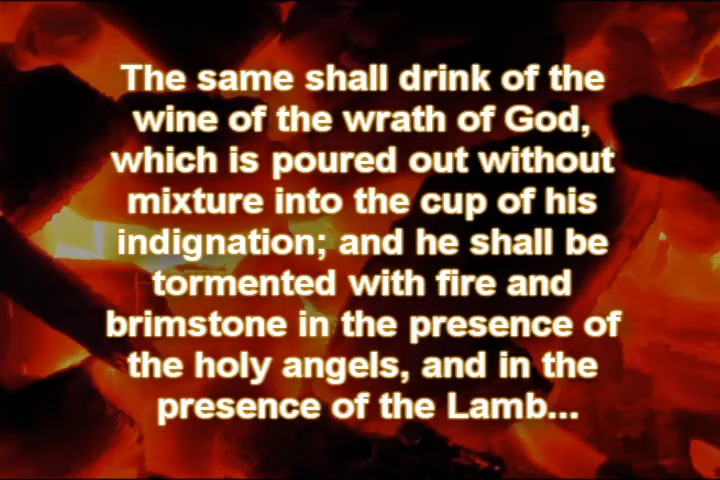 The same shall drink of the
wine of the wrath of God,
which is poured out without
mixture into the cup of his
indignation; and he shall be
tormented with fire and
brimstone in the presence of
the holy angels, and in the
presence of the Lamb...